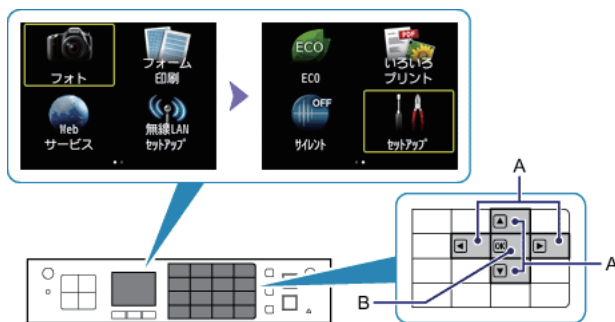 フォト
フォーム
印刷
Web
サービス
無線LAN
セットアップ
ECO
ECO
PDF
いろいろ
プリント
OFF
サイレント
セットアップ
A
OK
A
B